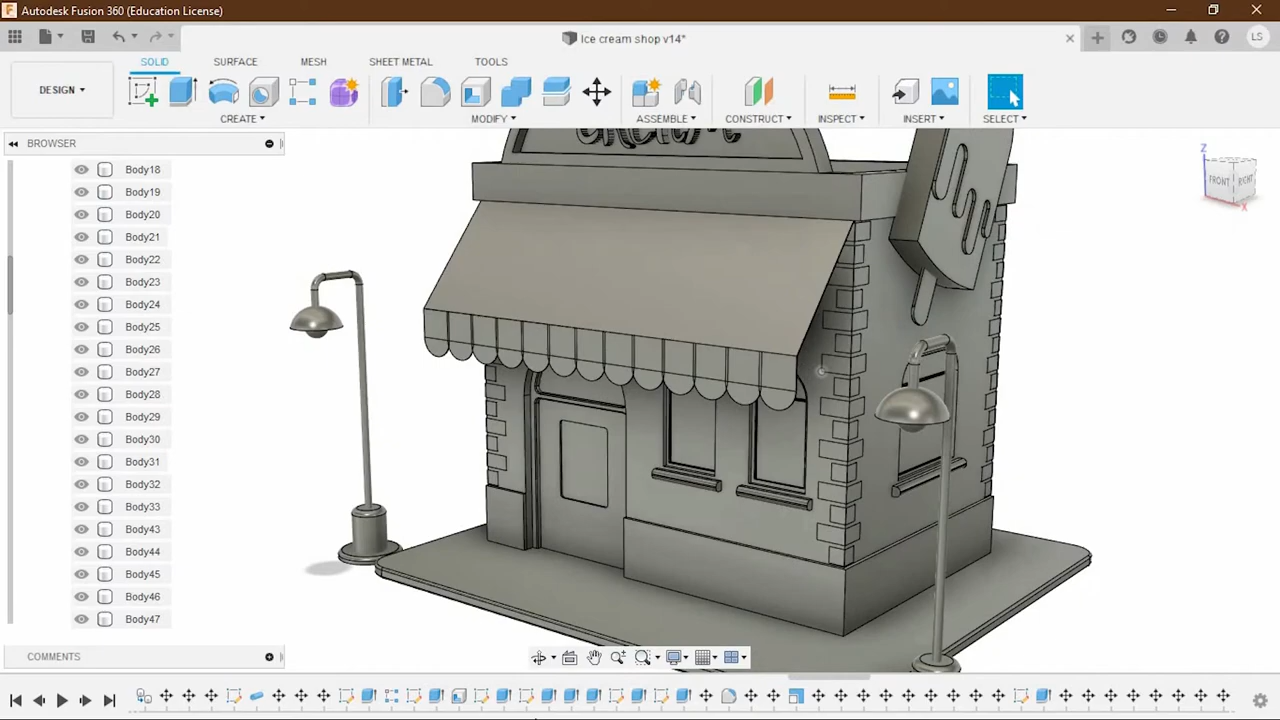 Autodesk Fusion 360 (Education License)
Ice cream shop v14*
LS
DESIGN
SOLID
SURFACE
MESH
SHEET METAL
TOOLS
CREATE
MODIFY
ASSEMBLE
CONSTRUCT
INSPECT
INSERT
SELECT
BROWSER
Body18
Body19
Body20
Body21
Body22
Body23
Body24
Body25
Body26
Body27
Body28
Body29
Body30
Body31
Body32
Body33
Body43
Body44
Body45
Body46
Body47
Z
FRONT
RIGHT
X
COMMENTS